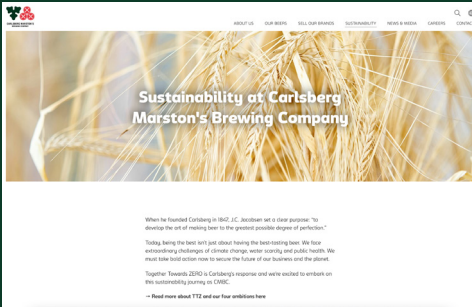 CARLSBERG MARSTON'S
ABOUT US OUR BEERS SELL OUR BRANDS SUSTAINABILITY NEWS & MEDIA CAREERS CONTAC
Sustainability at Carlsberg
Marston's Brewing Company
When he founded Carlsberg in 1847, J.C. Jacobsen set a clear purpose: "to
develop the art of making beer to the greatest possible degree of perfection."
Today, being the best isn't just about having the best-tasting beer. We face
extraordinary challenges of climate change, water scarcity and public health. We
must take bold action now to secure the future of our business and the planet.
Together Towards ZERO is Carlsberg's response and we're excited to embark on
this sustainability journey as CMBC.
→ Read more about TTZ and our four ambitions here